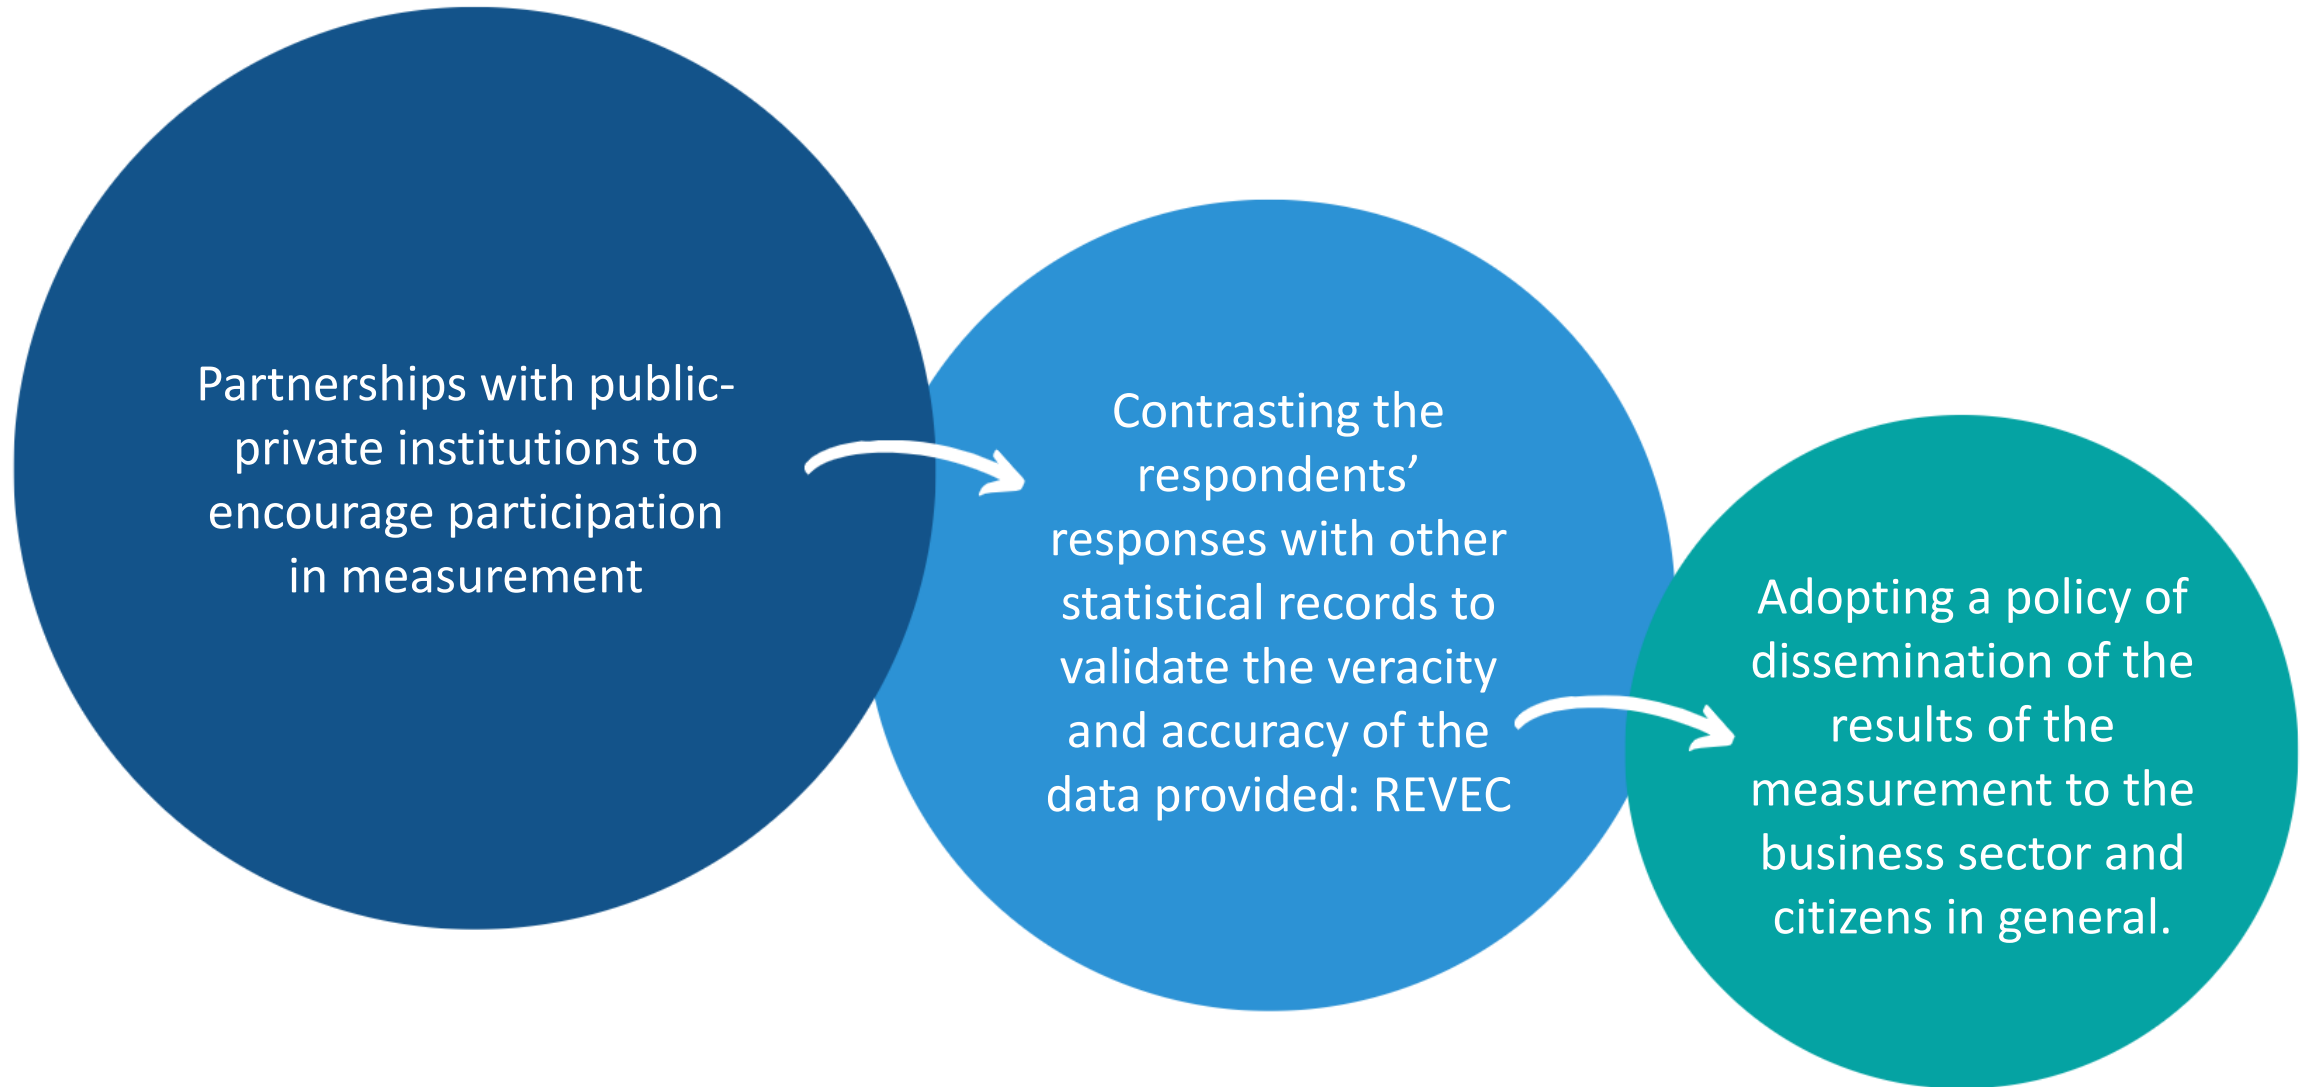 Partnerships with public-
private institutions to
encourage participation
in measurement
Contrasting the
respondents’
responses with other
statistical records to
validate the veracity
and accuracy of the
data provided: REVEC
Adopting a policy of
dissemination of the
results of the
measurement to the
business sector and
citizens in general.